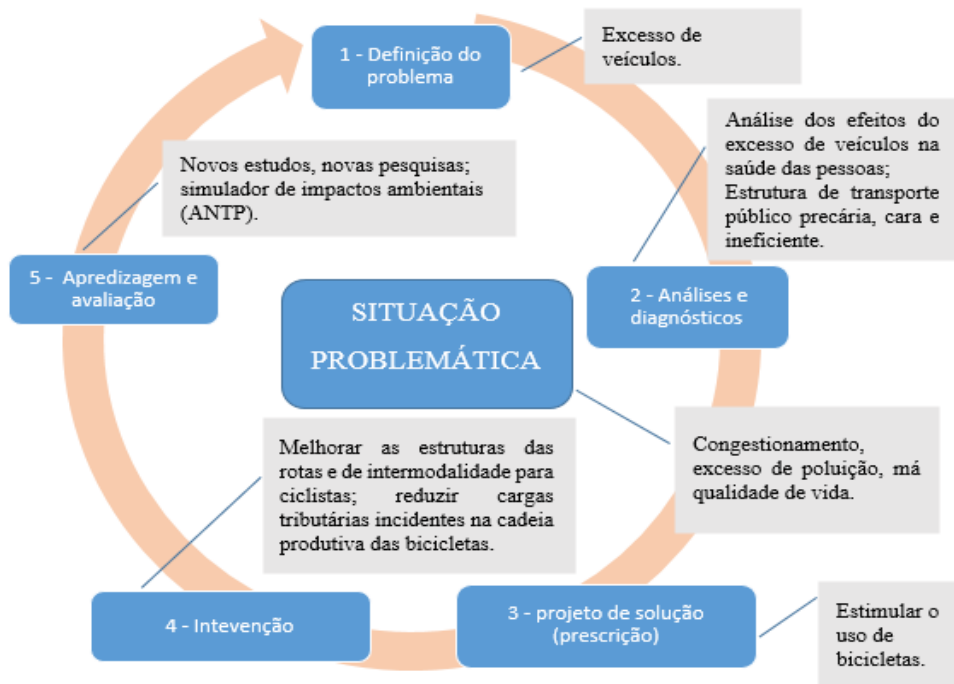 1 - Definição do
problema
Excesso de
veículos.
Análise dos efeitos do
excesso de veículos na
saúde das pessoas;
Estrutura de transporte
público precária, cara e
ineficiente.
2 - Análises e
diagnósticos
SITUAÇÃO
PROBLEMÁTICA
Congestionamento,
excesso de poluição, má
qualidade de vida.
3 - projeto de solução
(prescrição)
Estimular o
uso de
bicicletas.
4 - Intevenção
Melhorar as estruturas das
rotas e de intermodalidade para
ciclistas; reduzir cargas
tributárias incidentes na cadeia
produtiva das bicicletas.
5 - Apredizagem e
avaliação
Novos estudos, novas pesquisas;
simulador de impactos ambientais
(ANTP).